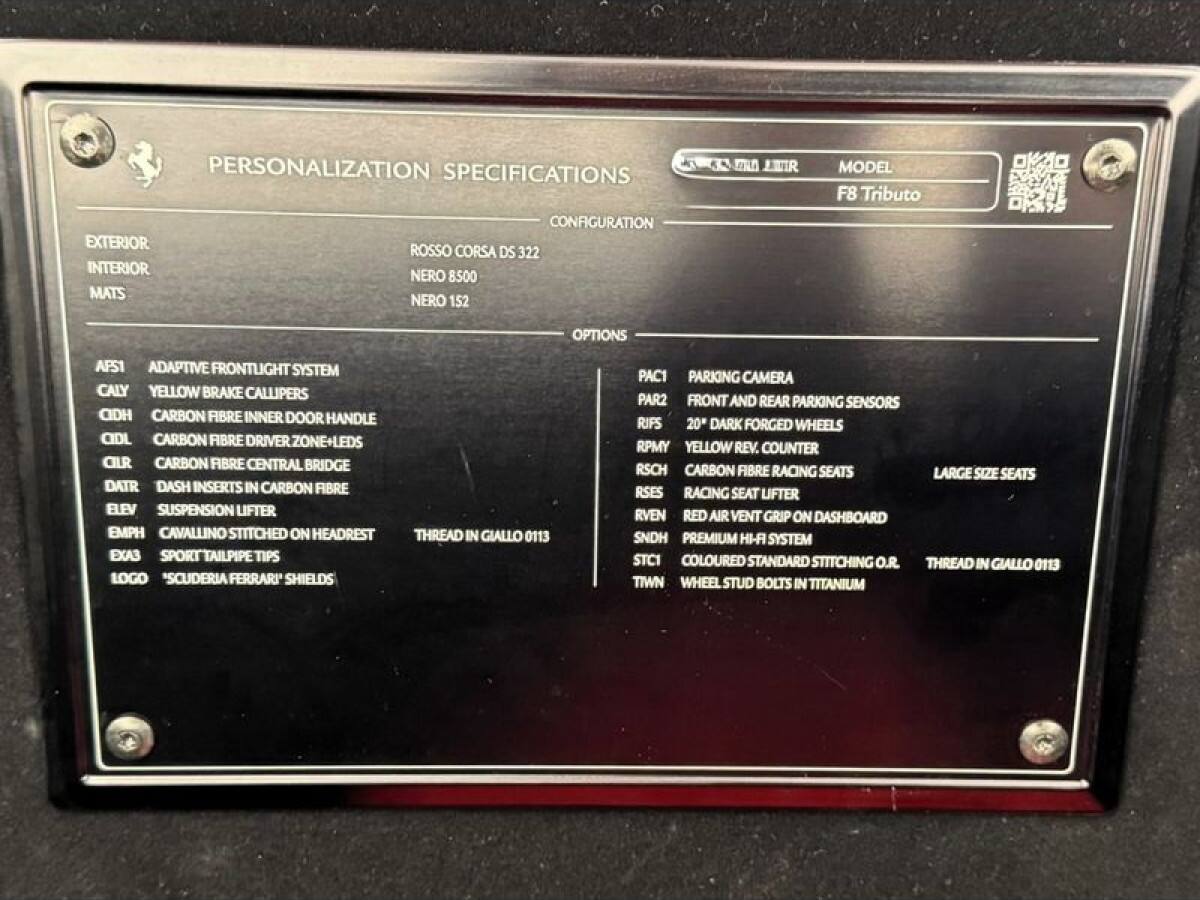 PERSONALIZATION SPECIFICATIONS
MODEL
F8 Tributo
CONFIGURATION
EXTERIOR ROSSO CORSA DS 322
INTERIOR NERO 8500
MATS NERO 152
OPTIONS
AFS1 ADAPTIVE FRONTLIGHT SYSTEM
CALY YELLOW BRAKE CALLIPERS
CIDH CARBON FIBRE INNER DOOR HANDLE
CIDL CARBON FIBRE DRIVER ZONE+LEDS
CILR CARBON FIBRE CENTRAL BRIDGE
DATR DASH INSERTS IN CARBON FIBRE
ELEV SUSPENSION LIFTER
EMPH CAVALLINO STITCHED ON HEADREST THREAD IN GIALLO 0113
EXA3 SPORT TAILPIPE TIPS
LOGO "SCUDERIA FERRARI" SHIELDS
PAC1 PARKING CAMERA
PAR2 FRONT AND REAR PARKING SENSORS
RIFS 20" DARK FORGED WHEELS
RPMY YELLOW REV. COUNTER
RSCH CARBON FIBRE RACING SEATS LARGE SIZE SEATS
RSES RACING SEAT LIFTER
RVEN RED AIR VENT GRIP ON DASHBOARD
SNDH PREMIUM HI-FI SYSTEM
STC1 COLOURED STANDARD STITCHING O.R. THREAD IN GIALLO 0113
TIWN WHEEL STUD BOLTS IN TITANIUM